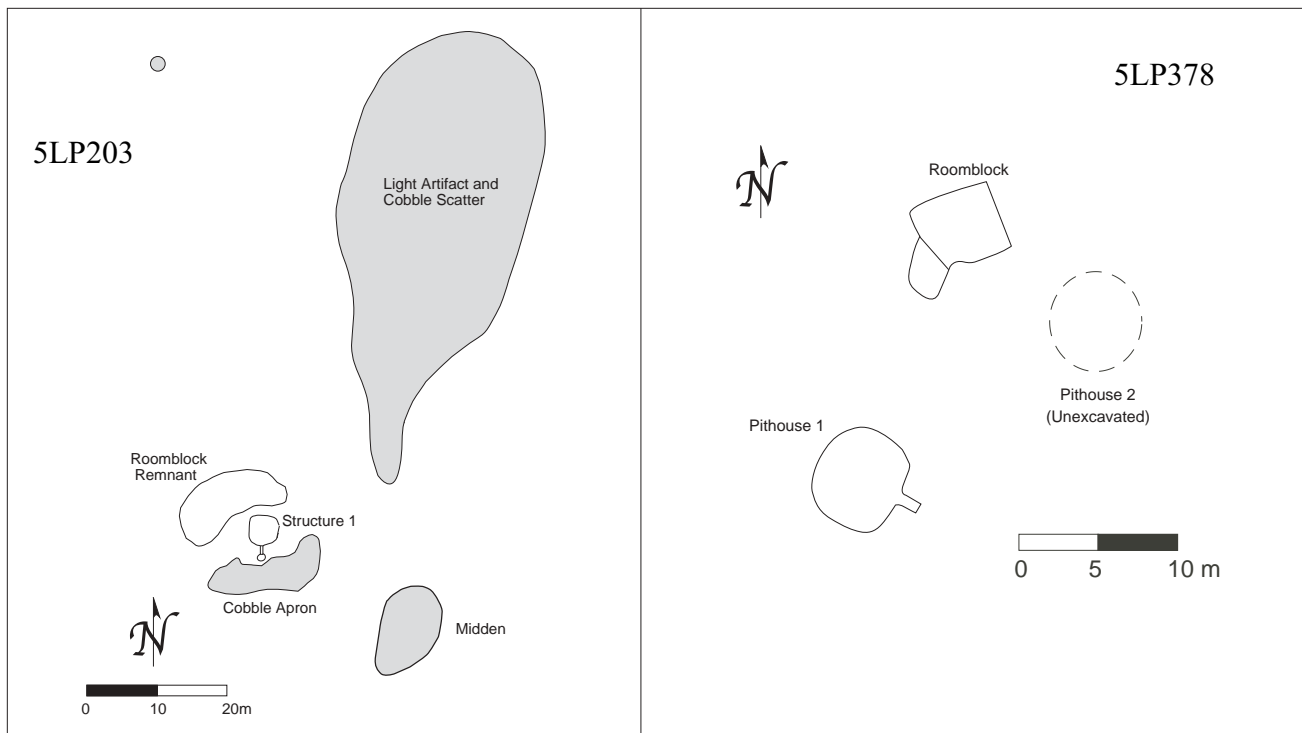 5LP203
Light Artifact and
Cobble Scatter
Roomblock
Remnant
Structure 1
Cobble Apron
Midden
N
0 10 20m
5LP378
N
Roomblock
Pithouse 2
(Unexcavated)
Pithouse 1
0 5 10 m